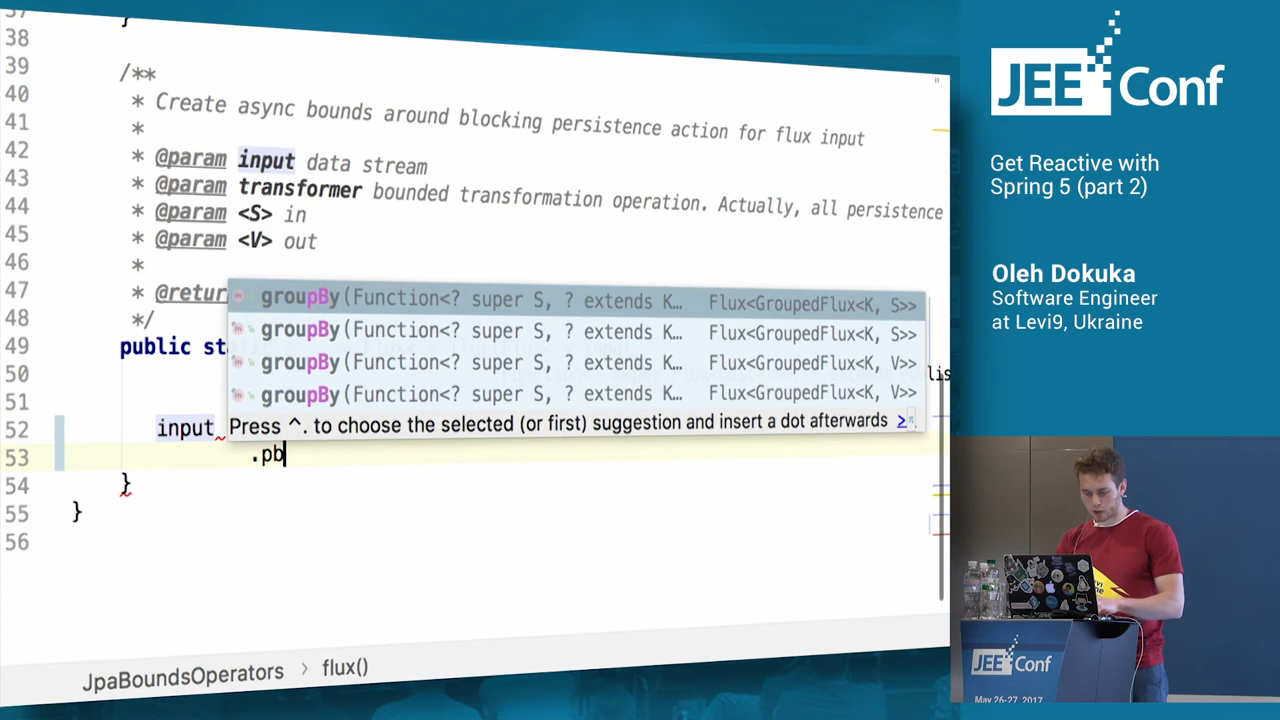 37 }
38
39 /**
40 * Create async bounds around blocking persistence action for flux input
41 *
42 * @param input data stream
43 * @param transformer bounded transformation operation. Actually, all persistence
44 * @param <S> in
45 * @param <V> out
46 *
47 * @retur
48 */
49 public st
50 lis
51
52 input
53 .pb
54 }
55 }
56
groupBy(Function<? super S, ? extends K… Flux<GroupedFlux<K, S>>
groupBy(Function<? super S, ? extends K… Flux<GroupedFlux<K, S>>
groupBy(Function<? super S, ? extends K… Flux<GroupedFlux<K, V>>
groupBy(Function<? super S, ? extends K… Flux<GroupedFlux<K, V>>
Press ^. to choose the selected (or first) suggestion and insert a dot afterwards >>
JpaBoundsOperators > flux()
JEE Conf
Get Reactive with
Spring 5 (part 2)
Oleh Dokuka
Software Engineer
at Levi9, Ukraine
JEE Conf
May 26-27, 2017